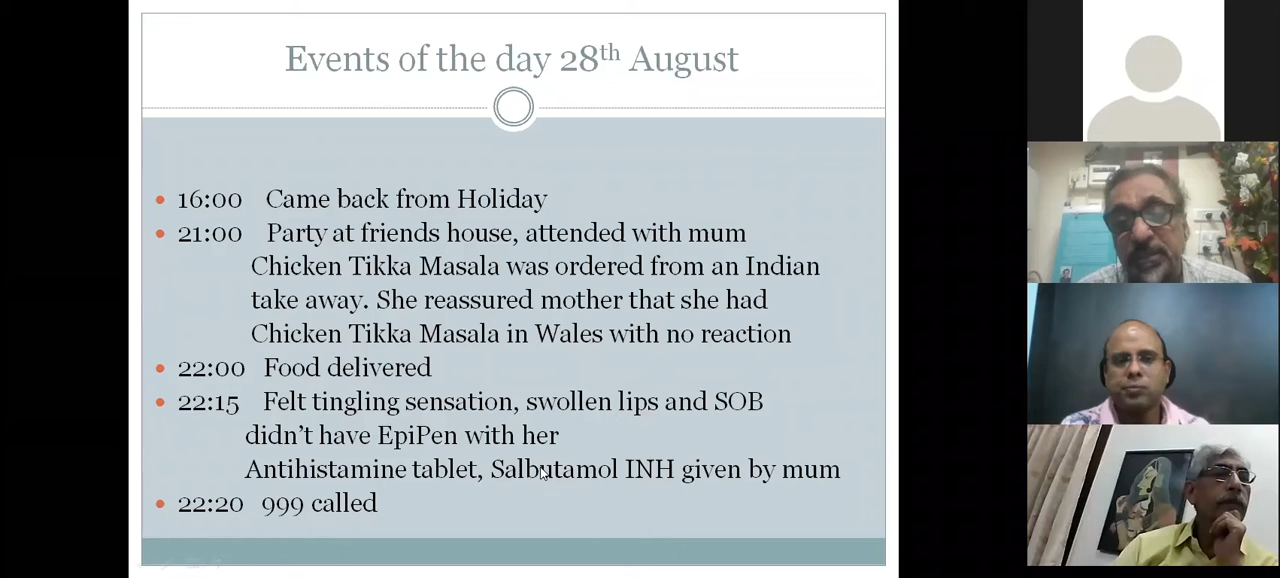 Events of the day 28th August
16:00 Came back from Holiday
21:00 Party at friends house, attended with mum
Chicken Tikka Masala was ordered from an Indian
take away. She reassured mother that she had
Chicken Tikka Masala in Wales with no reaction
22:00 Food delivered
22:15 Felt tingling sensation, swollen lips and SOB
didn't have EpiPen with her
Antihistamine tablet, Salbutamol INH given by mum
22:20 999 called